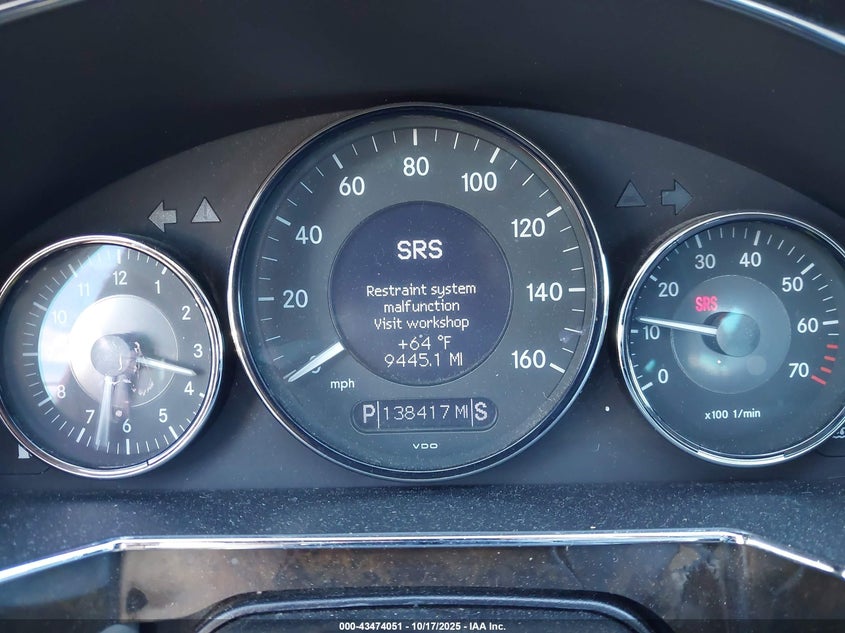 12
1
2
3
4
5
6
7
8
9
10
11
0
20
40
60
80
100
120
140
160
mph
SRS
Restraint system
malfunction
Visit workshop
+64 °F
9445.1 MI
P 138417 MI S
VDO
0
10
20
30
40
50
60
70
SRS
x100 1/min
000-43474051 - 10/17/2025 - IAA Inc.